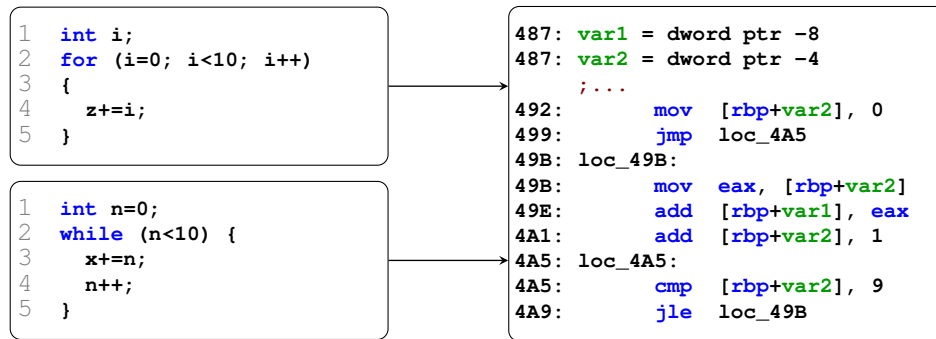 1 int i;
2 for (i=0; i<10; i++)
3 {
4 z+=i;
5 }
1 int n=0;
2 while (n<10) {
3 x+=n;
4 n++;
5 }
487: var1 = dword ptr -8
487: var2 = dword ptr -4
;...
492: mov [rbp+var2], 0
499: jmp loc_4A5
49B: loc_49B:
49B: mov eax, [rbp+var2]
49E: add [rbp+var1], eax
4A1: add [rbp+var2], 1
4A5: loc_4A5:
4A5: cmp [rbp+var2], 9
4A9: jle loc_49B